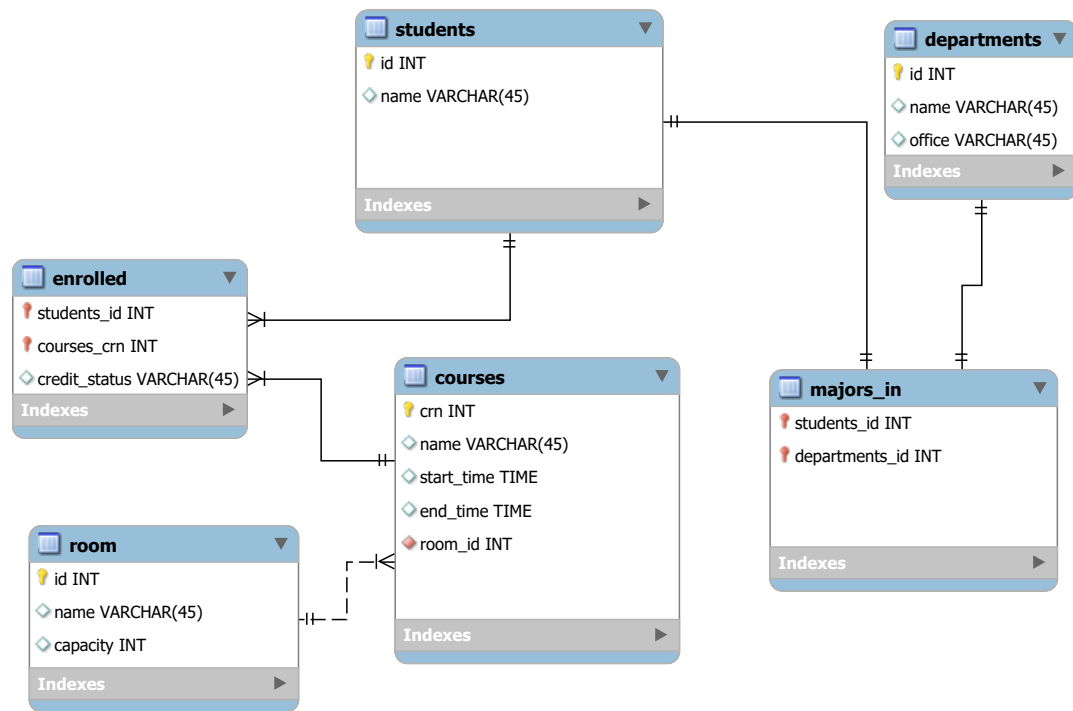 students
id INT
name VARCHAR(45)
Indexes
departments
id INT
name VARCHAR(45)
office VARCHAR(45)
Indexes
enrolled
students_id INT
courses_crn INT
credit_status VARCHAR(45)
Indexes
courses
crn INT
name VARCHAR(45)
start_time TIME
end_time TIME
room_id INT
Indexes
majors_in
students_id INT
departments_id INT
Indexes
room
id INT
name VARCHAR(45)
capacity INT
Indexes